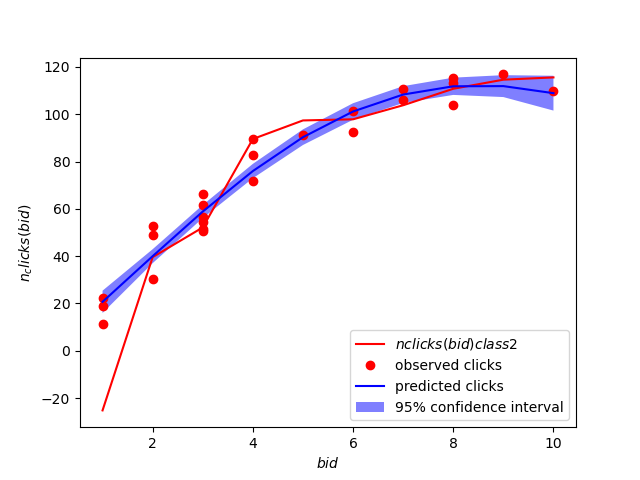 120
100
80
60
40
20
0
−20
n_clicks(bid)
nclicks(bid)class2
observed clicks
predicted clicks
95% confidence interval
2
4
6
8
10
bid